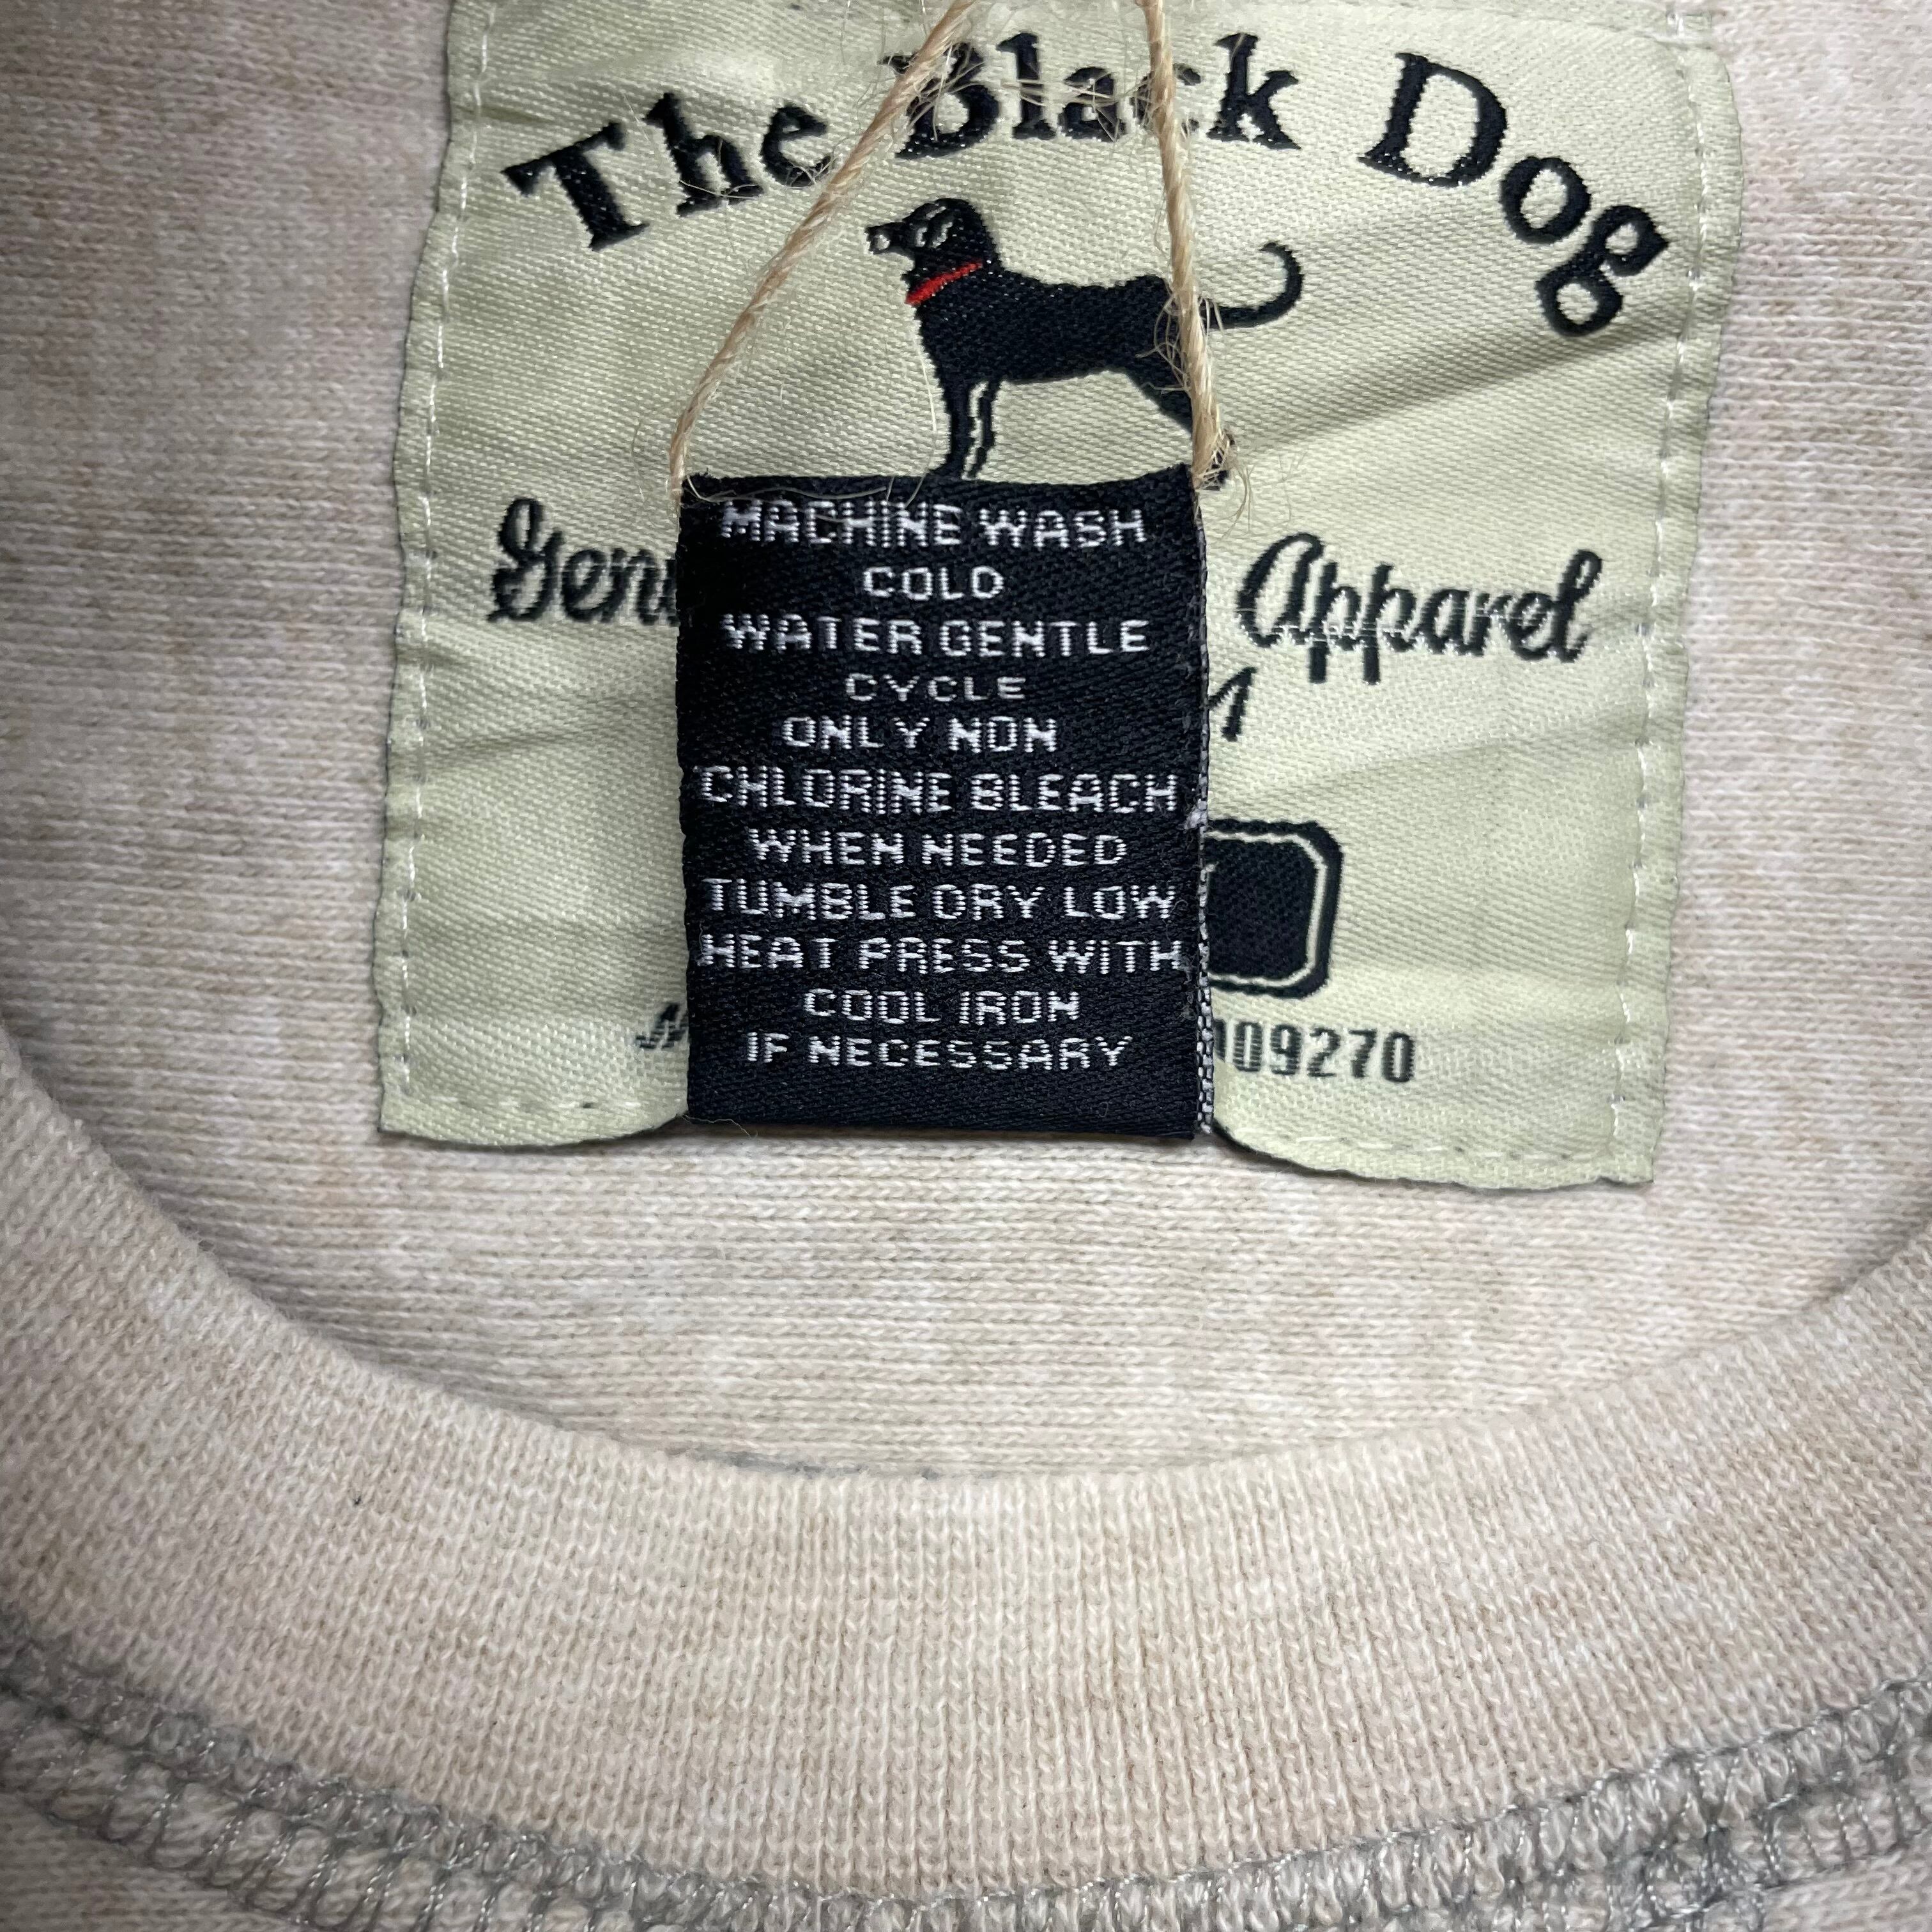 The Black Dog
Apparel
MACHINE WASH
COLD
WATER GENTLE
CYCLE
ONLY NON
CHLORINE BLEACH
WHEN NEEDED
TUMBLE DRY LOW
HEAT PRESS WITH
COOL IRON
IF NECESSARY
109270